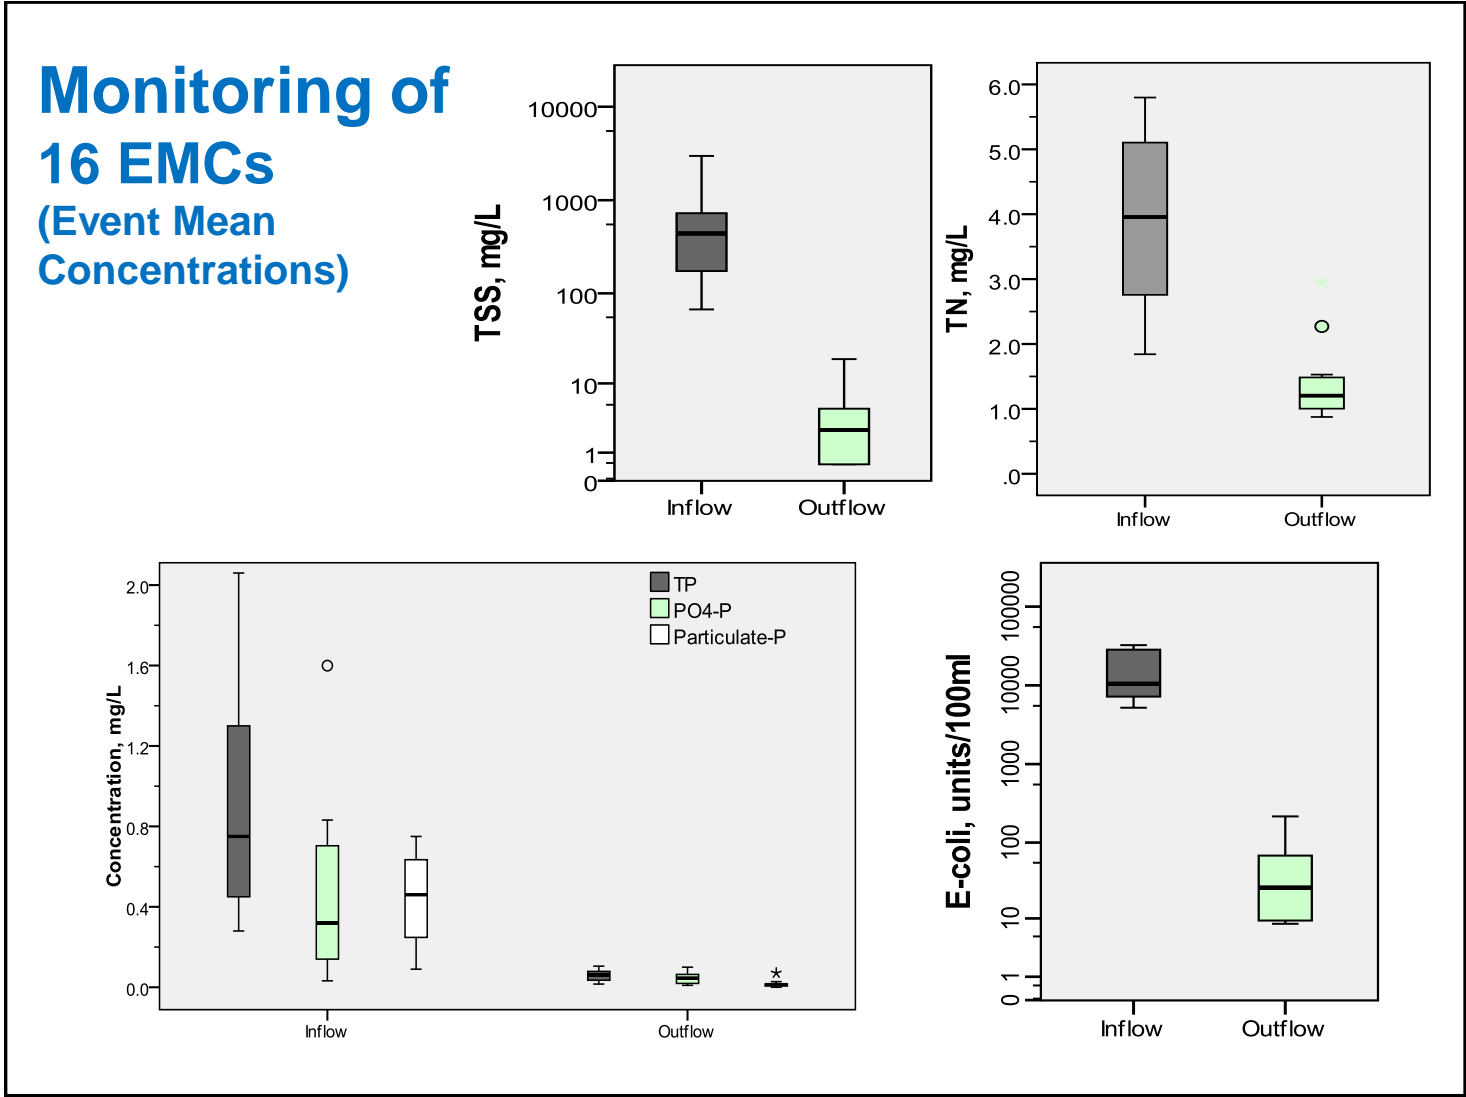 Monitoring of
16 EMCs
(Event Mean
Concentrations)
TSS, mg/L
10000
1000
100
10
1
0
Inflow
Outflow
TN, mg/L
6.0
5.0
4.0
3.0
2.0
1.0
.0
Inflow
Outflow
Concentration, mg/L
2.0
1.6
1.2
0.8
0.4
0.0
TP
PO4-P
Particulate-P
Inflow
Outflow
E-coli, units/100ml
100000
10000
1000
100
10
1
0
Inflow
Outflow